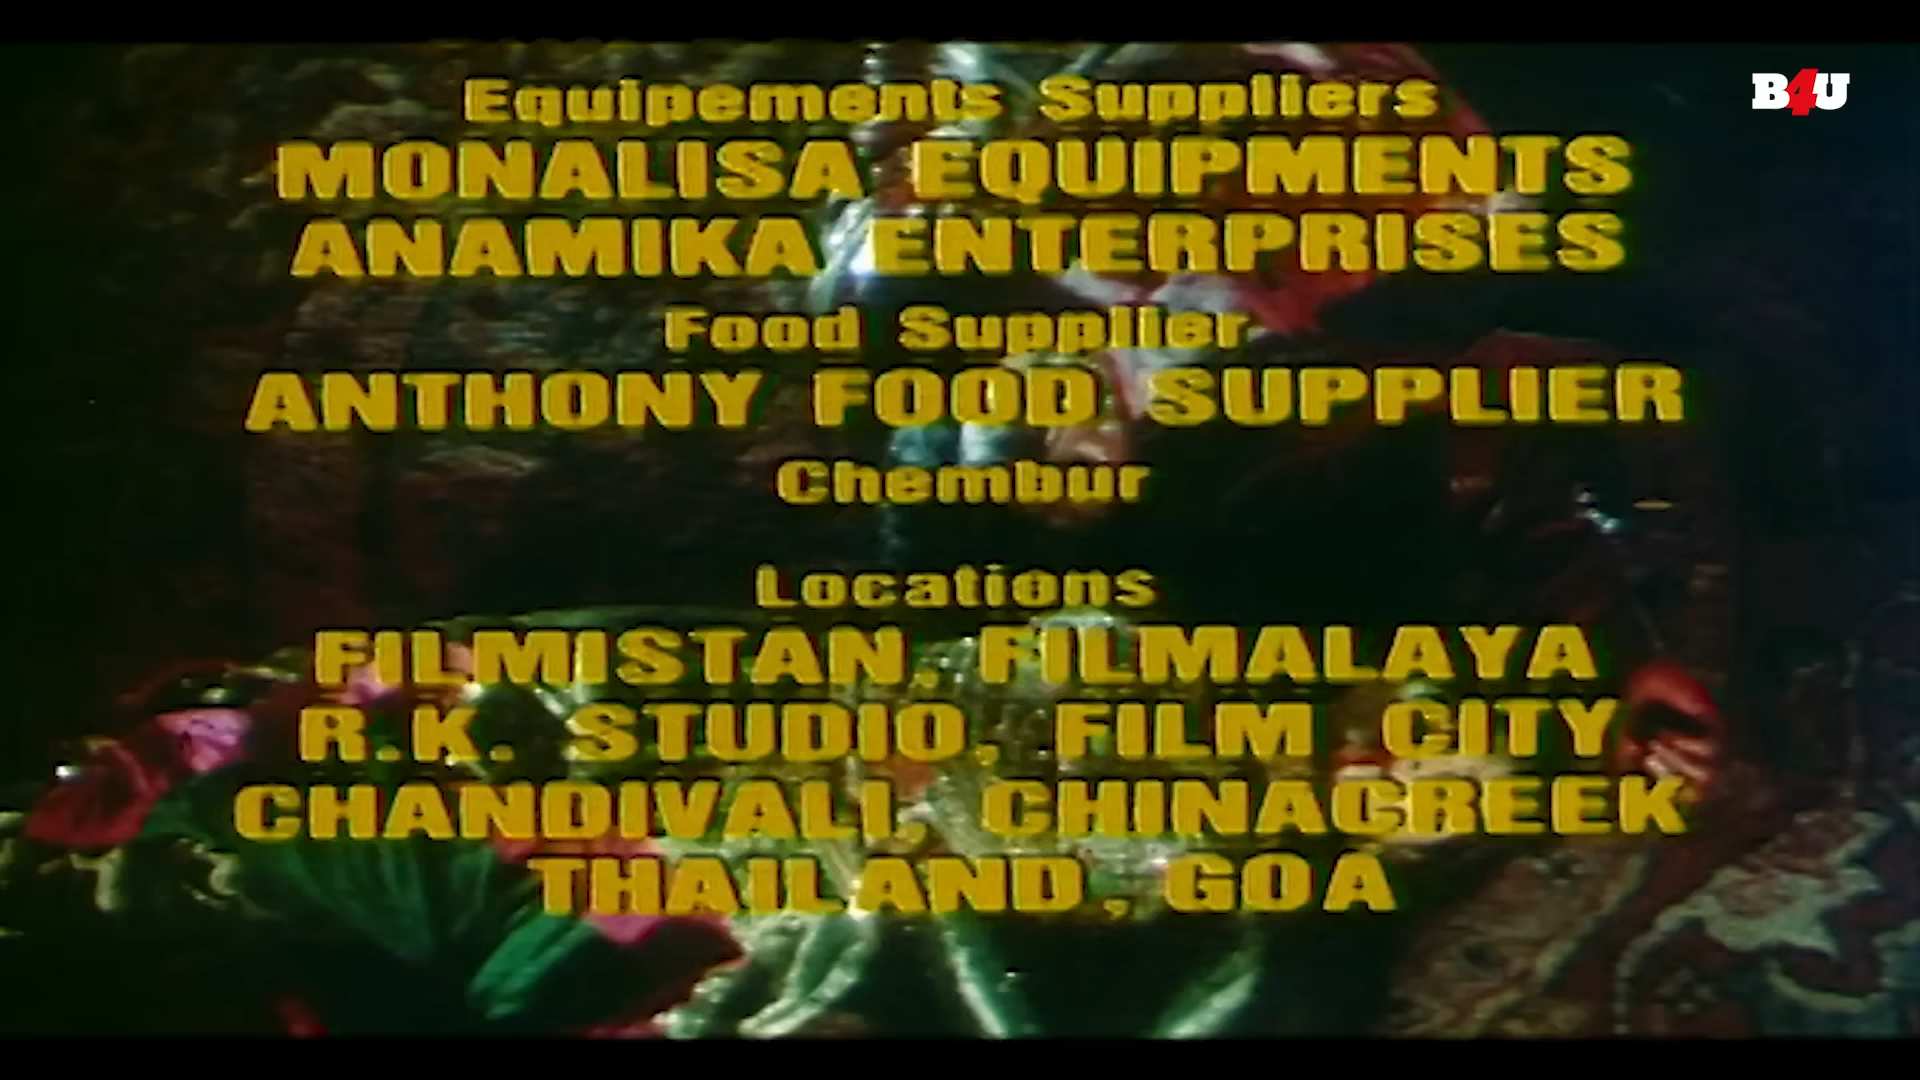 Equipements Suppliers
B4U
MONALISA EQUIPMENTS
ANAMIKA ENTERPRISES
Food Supplier
ANTHONY FOOD SUPPLIER
Chembur
Locations
FILMISTAN, FILMALAYA
R.K. STUDIO, FILM CITY
CHANDIVALI, CHINACREEK
THAILAND, GOA